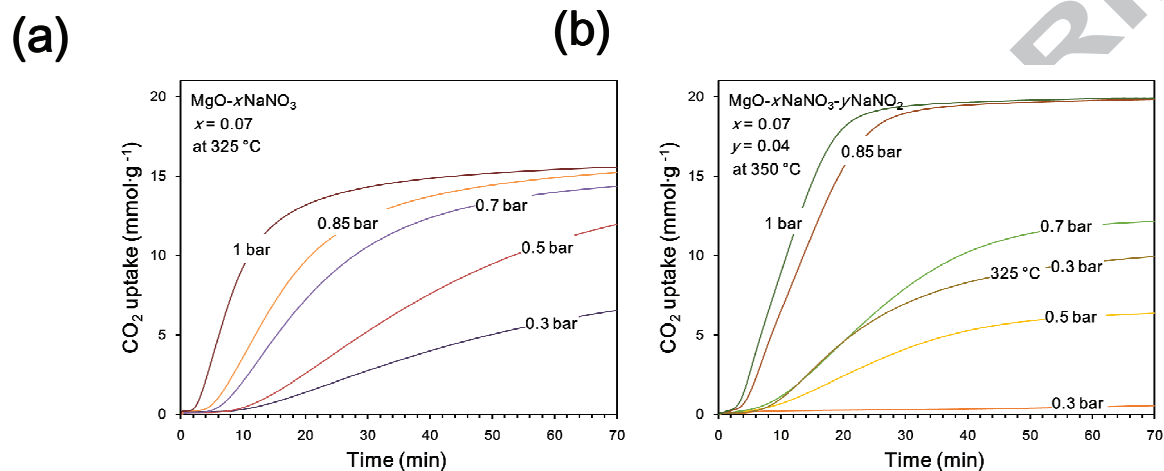 (a)
(b)
MgO-xNaNO₃
x = 0.07
at 325 °C
1 bar
0.85 bar
0.7 bar
0.5 bar
0.3 bar
20
15
10
5
0
CO₂ uptake (mmol·g⁻¹)
0 10 20 30 40 50 60 70
Time (min)
MgO-xNaNO₃-yNaNO₂
x = 0.07
y = 0.04
at 350 °C
0.85 bar
1 bar
0.7 bar
325 °C 0.3 bar
0.5 bar
0.3 bar
20
15
10
5
0
CO₂ uptake (mmol·g⁻¹)
0 10 20 30 40 50 60 70
Time (min)